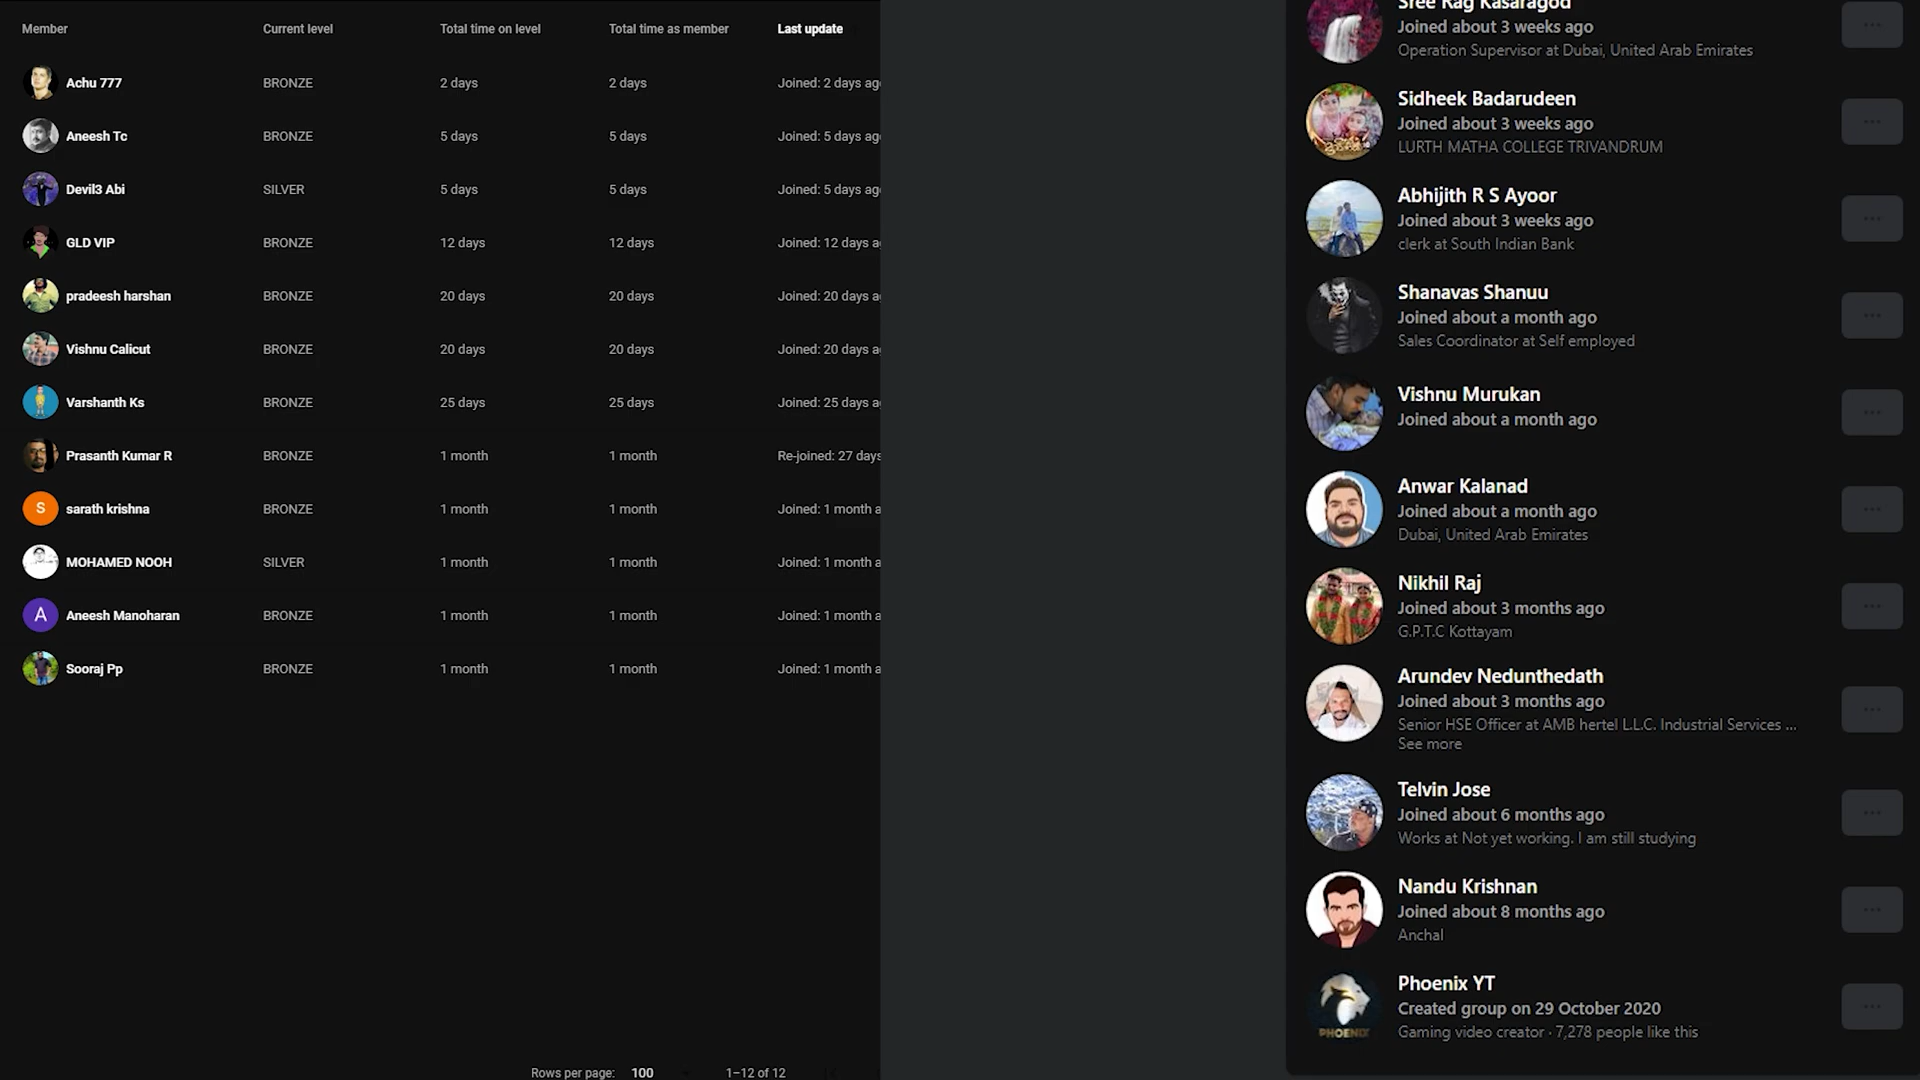 Member Current level Total time on level Total time as member Last update
Achu 777 BRONZE 2 days 2 days Joined: 2 days ag
Aneesh Tc BRONZE 5 days 5 days Joined: 5 days ag
Devil3 Abi SILVER 5 days 5 days Joined: 5 days ag
GLD VIP BRONZE 12 days 12 days Joined: 12 days a
pradeesh harshan BRONZE 20 days 20 days Joined: 20 days a
Vishnu Calicut BRONZE 20 days 20 days Joined: 20 days a
Varshanth Ks BRONZE 25 days 25 days Joined: 25 days a
Prasanth Kumar R BRONZE 1 month 1 month Re-joined: 27 days
S sarath krishna BRONZE 1 month 1 month Joined: 1 month a
MOHAMED NOOH SILVER 1 month 1 month Joined: 1 month a
A Aneesh Manoharan BRONZE 1 month 1 month Joined: 1 month a
Sooraj Pp BRONZE 1 month 1 month Joined: 1 month a
Rows per page: 100 1–12 of 12
Sree Rag Kasaragod
Joined about 3 weeks ago
Operation Supervisor at Dubai, United Arab Emirates
Sidheek Badarudeen
Joined about 3 weeks ago
LURTH MATHA COLLEGE TRIVANDRUM
Abhijith R S Ayoor
Joined about 3 weeks ago
clerk at South Indian Bank
Shanavas Shanuu
Joined about a month ago
Sales Coordinator at Self employed
Vishnu Murukan
Joined about a month ago
Anwar Kalanad
Joined about a month ago
Dubai, United Arab Emirates
Nikhil Raj
Joined about 3 months ago
G.P.T.C Kottayam
Arundev Nedunthedath
Joined about 3 months ago
Senior HSE Officer at AMB hertel L.L.C. Industrial Services ...
See more
Telvin Jose
Joined about 6 months ago
Works at Not yet working. I am still studying
Nandu Krishnan
Joined about 8 months ago
Anchal
Phoenix YT
Created group on 29 October 2020
Gaming video creator · 7,278 people like this
PHOENIX